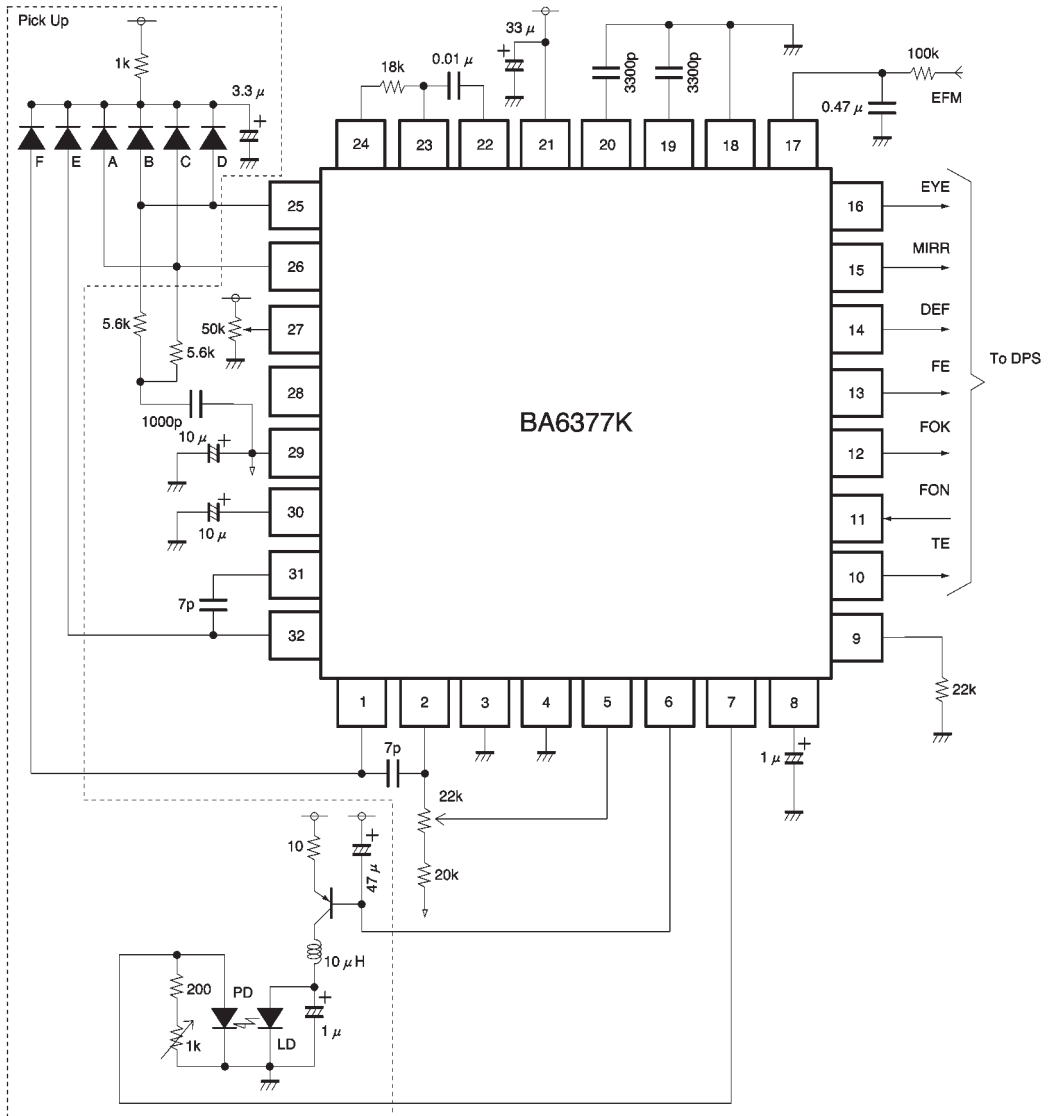 Pick Up
1k
3.3 µ
F E A B C D
18k
0.01 µ
33 µ
3300p
3300p
100k
EFM
0.47 µ
24 23 22 21 20 19 18 17
25
26
27
28
29
30
31
32
5.6k
5.6k
50k
1000p
10 µ
10 µ
7p
BA6377K
16
15
14
13
12
11
10
9
EYE
MIRR
DEF
FE
FOK
FON
TE
To DPS
22k
1 2 3 4 5 6 7 8
7p
22k
20k
1 µ
10
47 µ
10 µH
200
PD
1k
LD
1 µ